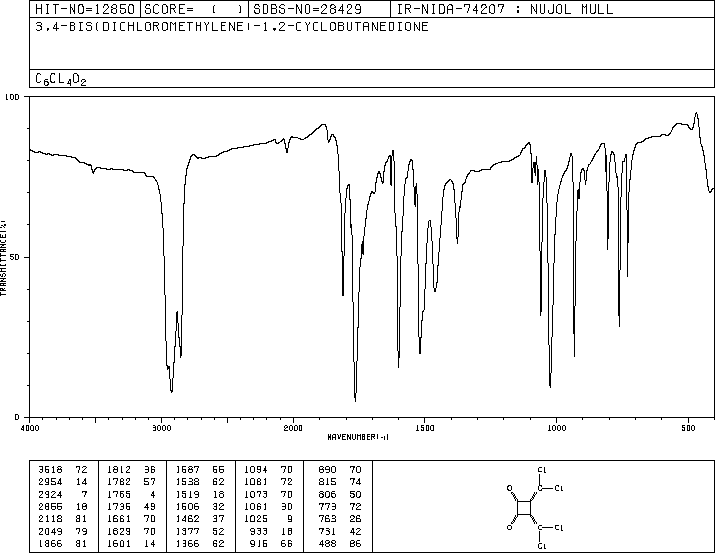 HIT-NO=12850 SCORE= ( ) SDBS-NO=28429 IR-NIDA-74207 : NUJOL MULL
3,4-BIS(DICHLOROMETHYLENE)-1,2-CYCLOBUTANEDIONE
C6CL4O2
100
50
0
TRANSMITTANCE(%)
4000 3000 2000 1500 1000 500
WAVENUMBER(-1)
3518 72 1812 36 1587 66 1094 70 890 70
2954 14 1782 57 1538 62 1081 72 815 74
2924 7 1765 4 1519 18 1073 70 806 50
2855 18 1736 49 1506 32 1061 30 773 72
2118 81 1661 70 1462 37 1025 9 763 26
2049 79 1629 70 1377 52 933 18 731 42
1866 81 1601 14 1366 62 916 66 488 86
Cl
O C Cl
O C Cl
Cl